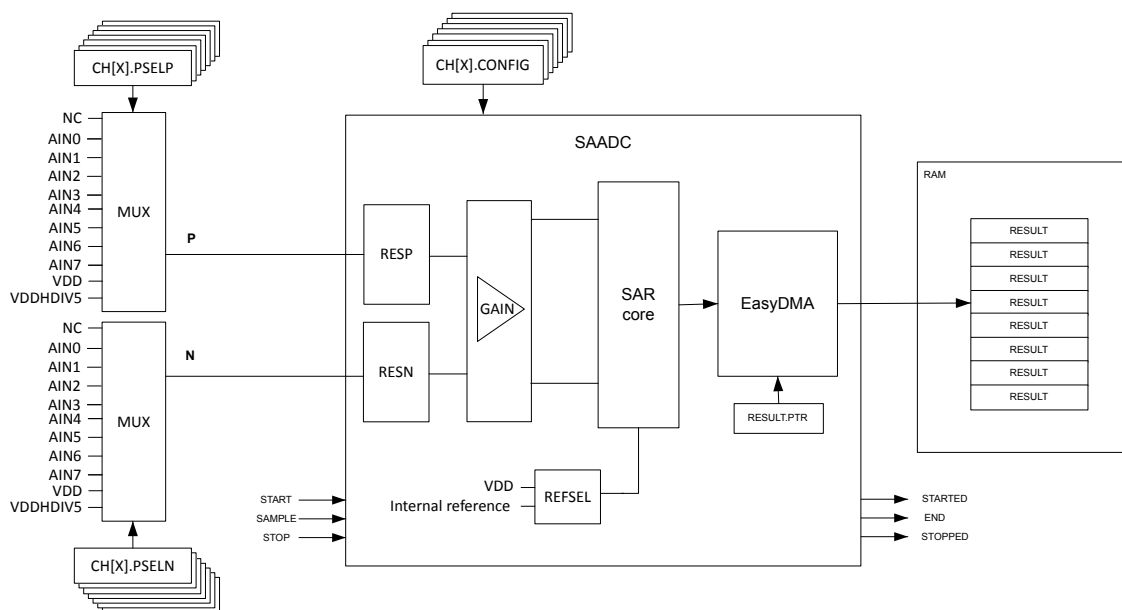 CH[X].PSELP
CH[X].CONFIG
NC
AIN0
AIN1
AIN2
AIN3
AIN4
AIN5
AIN6
AIN7
VDD
VDDHDIV5
MUX
P
SAADC
RESP
GAIN
SAR
core
EasyDMA
RESULT.PTR
RAM
RESULT
RESULT
RESULT
RESULT
RESULT
RESULT
RESULT
RESULT
NC
AIN0
AIN1
AIN2
AIN3
AIN4
AIN5
AIN6
AIN7
VDD
VDDHDIV5
MUX
N
RESN
VDD
Internal reference
REFSEL
START
SAMPLE
STOP
STARTED
END
STOPPED
CH[X].PSELN